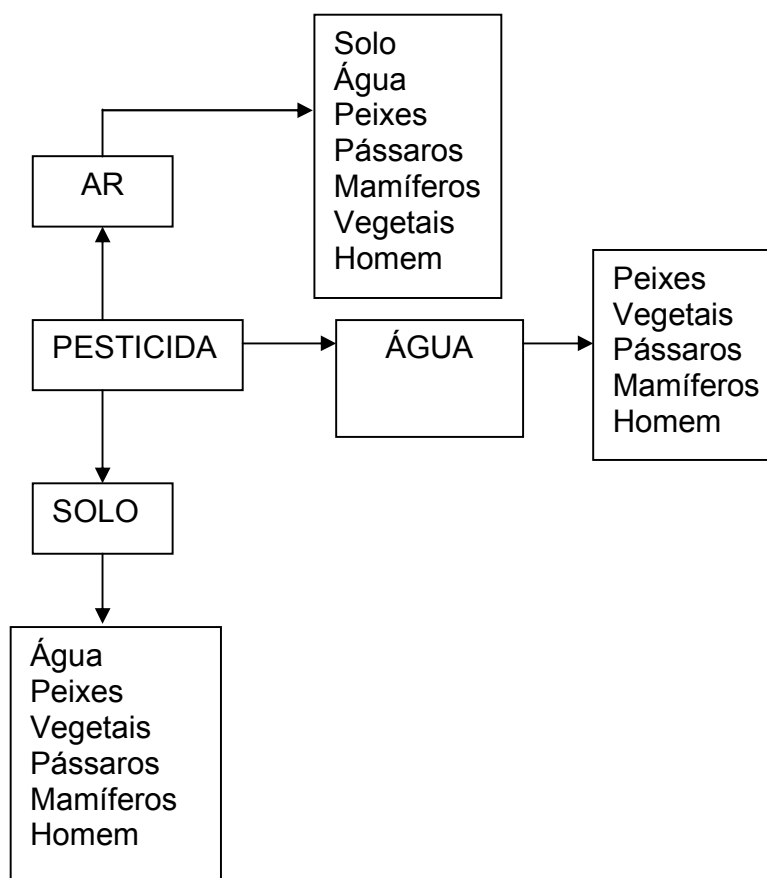 Solo
Água
Peixes
Pássaros
Mamíferos
Vegetais
Homem
AR
PESTICIDA
ÁGUA
Peixes
Vegetais
Pássaros
Mamíferos
Homem
SOLO
Água
Peixes
Vegetais
Pássaros
Mamíferos
Homem